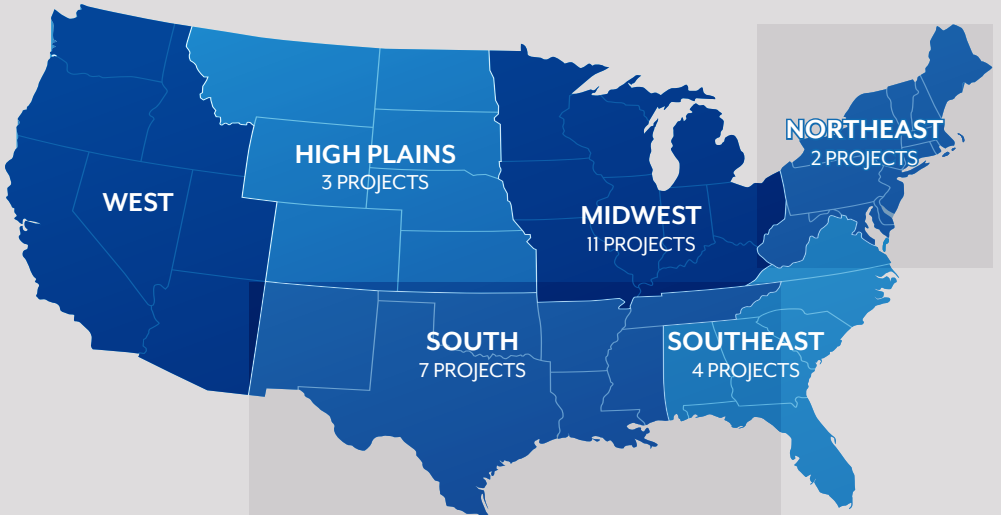 WEST
HIGH PLAINS
3 PROJECTS
MIDWEST
11 PROJECTS
NORTHEAST
2 PROJECTS
SOUTH
7 PROJECTS
SOUTHEAST
4 PROJECTS